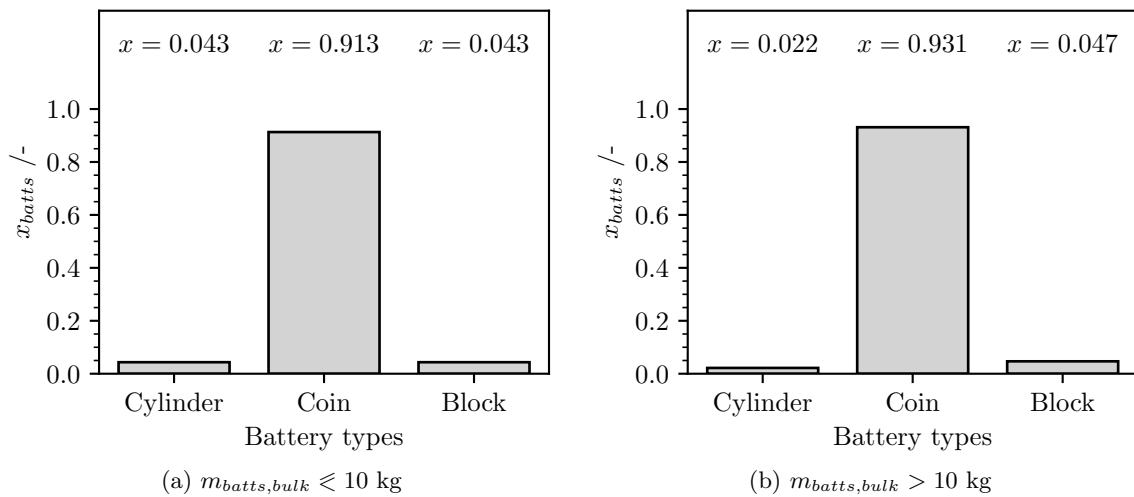 x = 0.043 x = 0.913 x = 0.043
1.0
0.8
0.6
0.4
0.2
0.0
x_batts /-
Cylinder Coin Block
Battery types
(a) m_batts,bulk ⩽ 10 kg
x = 0.022 x = 0.931 x = 0.047
1.0
0.8
0.6
0.4
0.2
0.0
x_batts /-
Cylinder Coin Block
Battery types
(b) m_batts,bulk > 10 kg